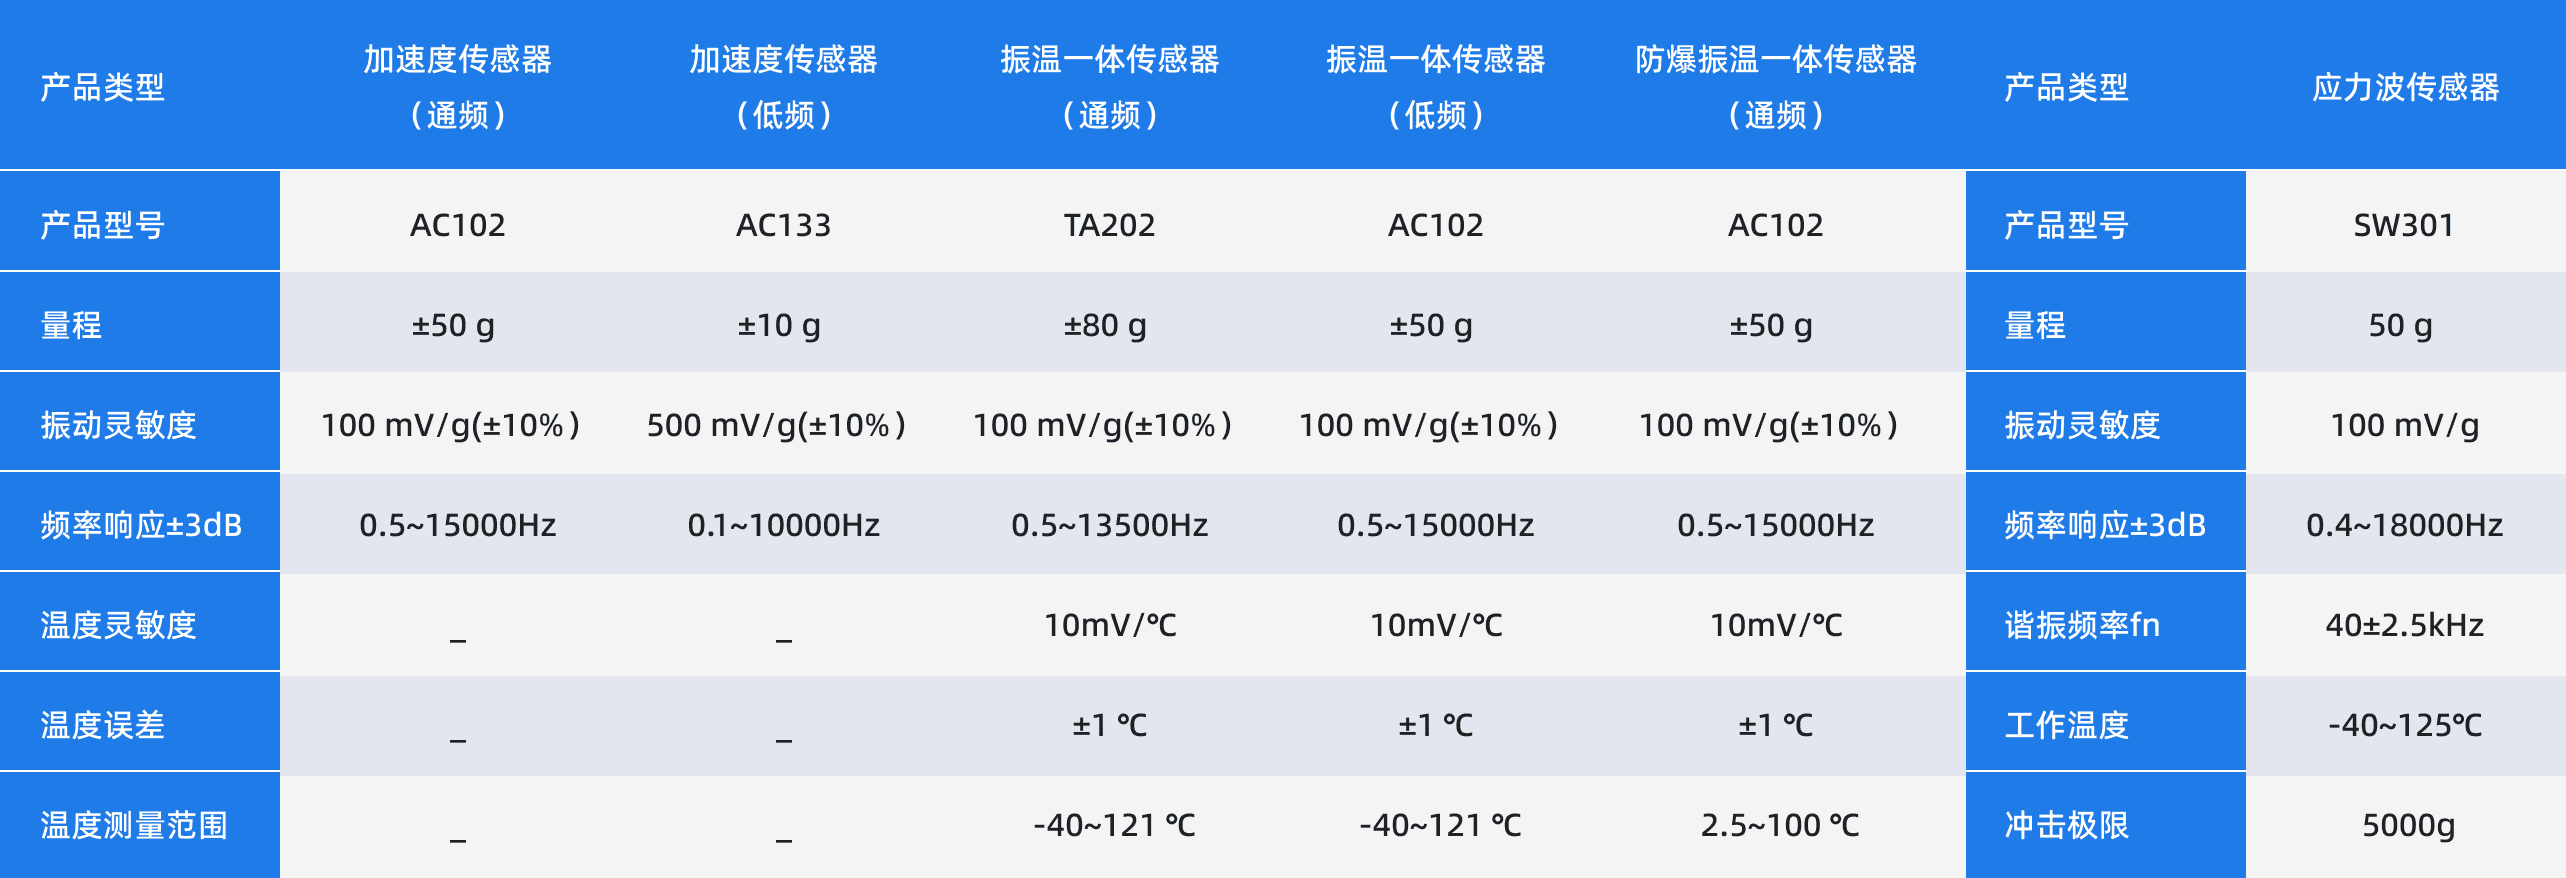 产品类型 加速度传感器（通频） 加速度传感器（低频） 振温一体传感器（通频） 振温一体传感器（低频） 防爆振温一体传感器（通频） 产品类型 应力波传感器
产品型号 AC102 AC133 TA202 AC102 AC102 产品型号 SW301
量程 ±50 g ±10 g ±80 g ±50 g ±50 g 量程 50 g
振动灵敏度 100 mV/g(±10%) 500 mV/g(±10%) 100 mV/g(±10%) 100 mV/g(±10%) 100 mV/g(±10%) 振动灵敏度 100 mV/g
频率响应±3dB 0.5~15000Hz 0.1~10000Hz 0.5~13500Hz 0.5~15000Hz 0.5~15000Hz 频率响应±3dB 0.4~18000Hz
温度灵敏度 _ _ 10mV/℃ 10mV/℃ 10mV/℃ 谐振频率fn 40±2.5kHz
温度误差 _ _ ±1 ℃ ±1 ℃ ±1 ℃ 工作温度 -40~125℃
温度测量范围 _ _ -40~121 ℃ -40~121 ℃ 2.5~100 ℃ 冲击极限 5000g